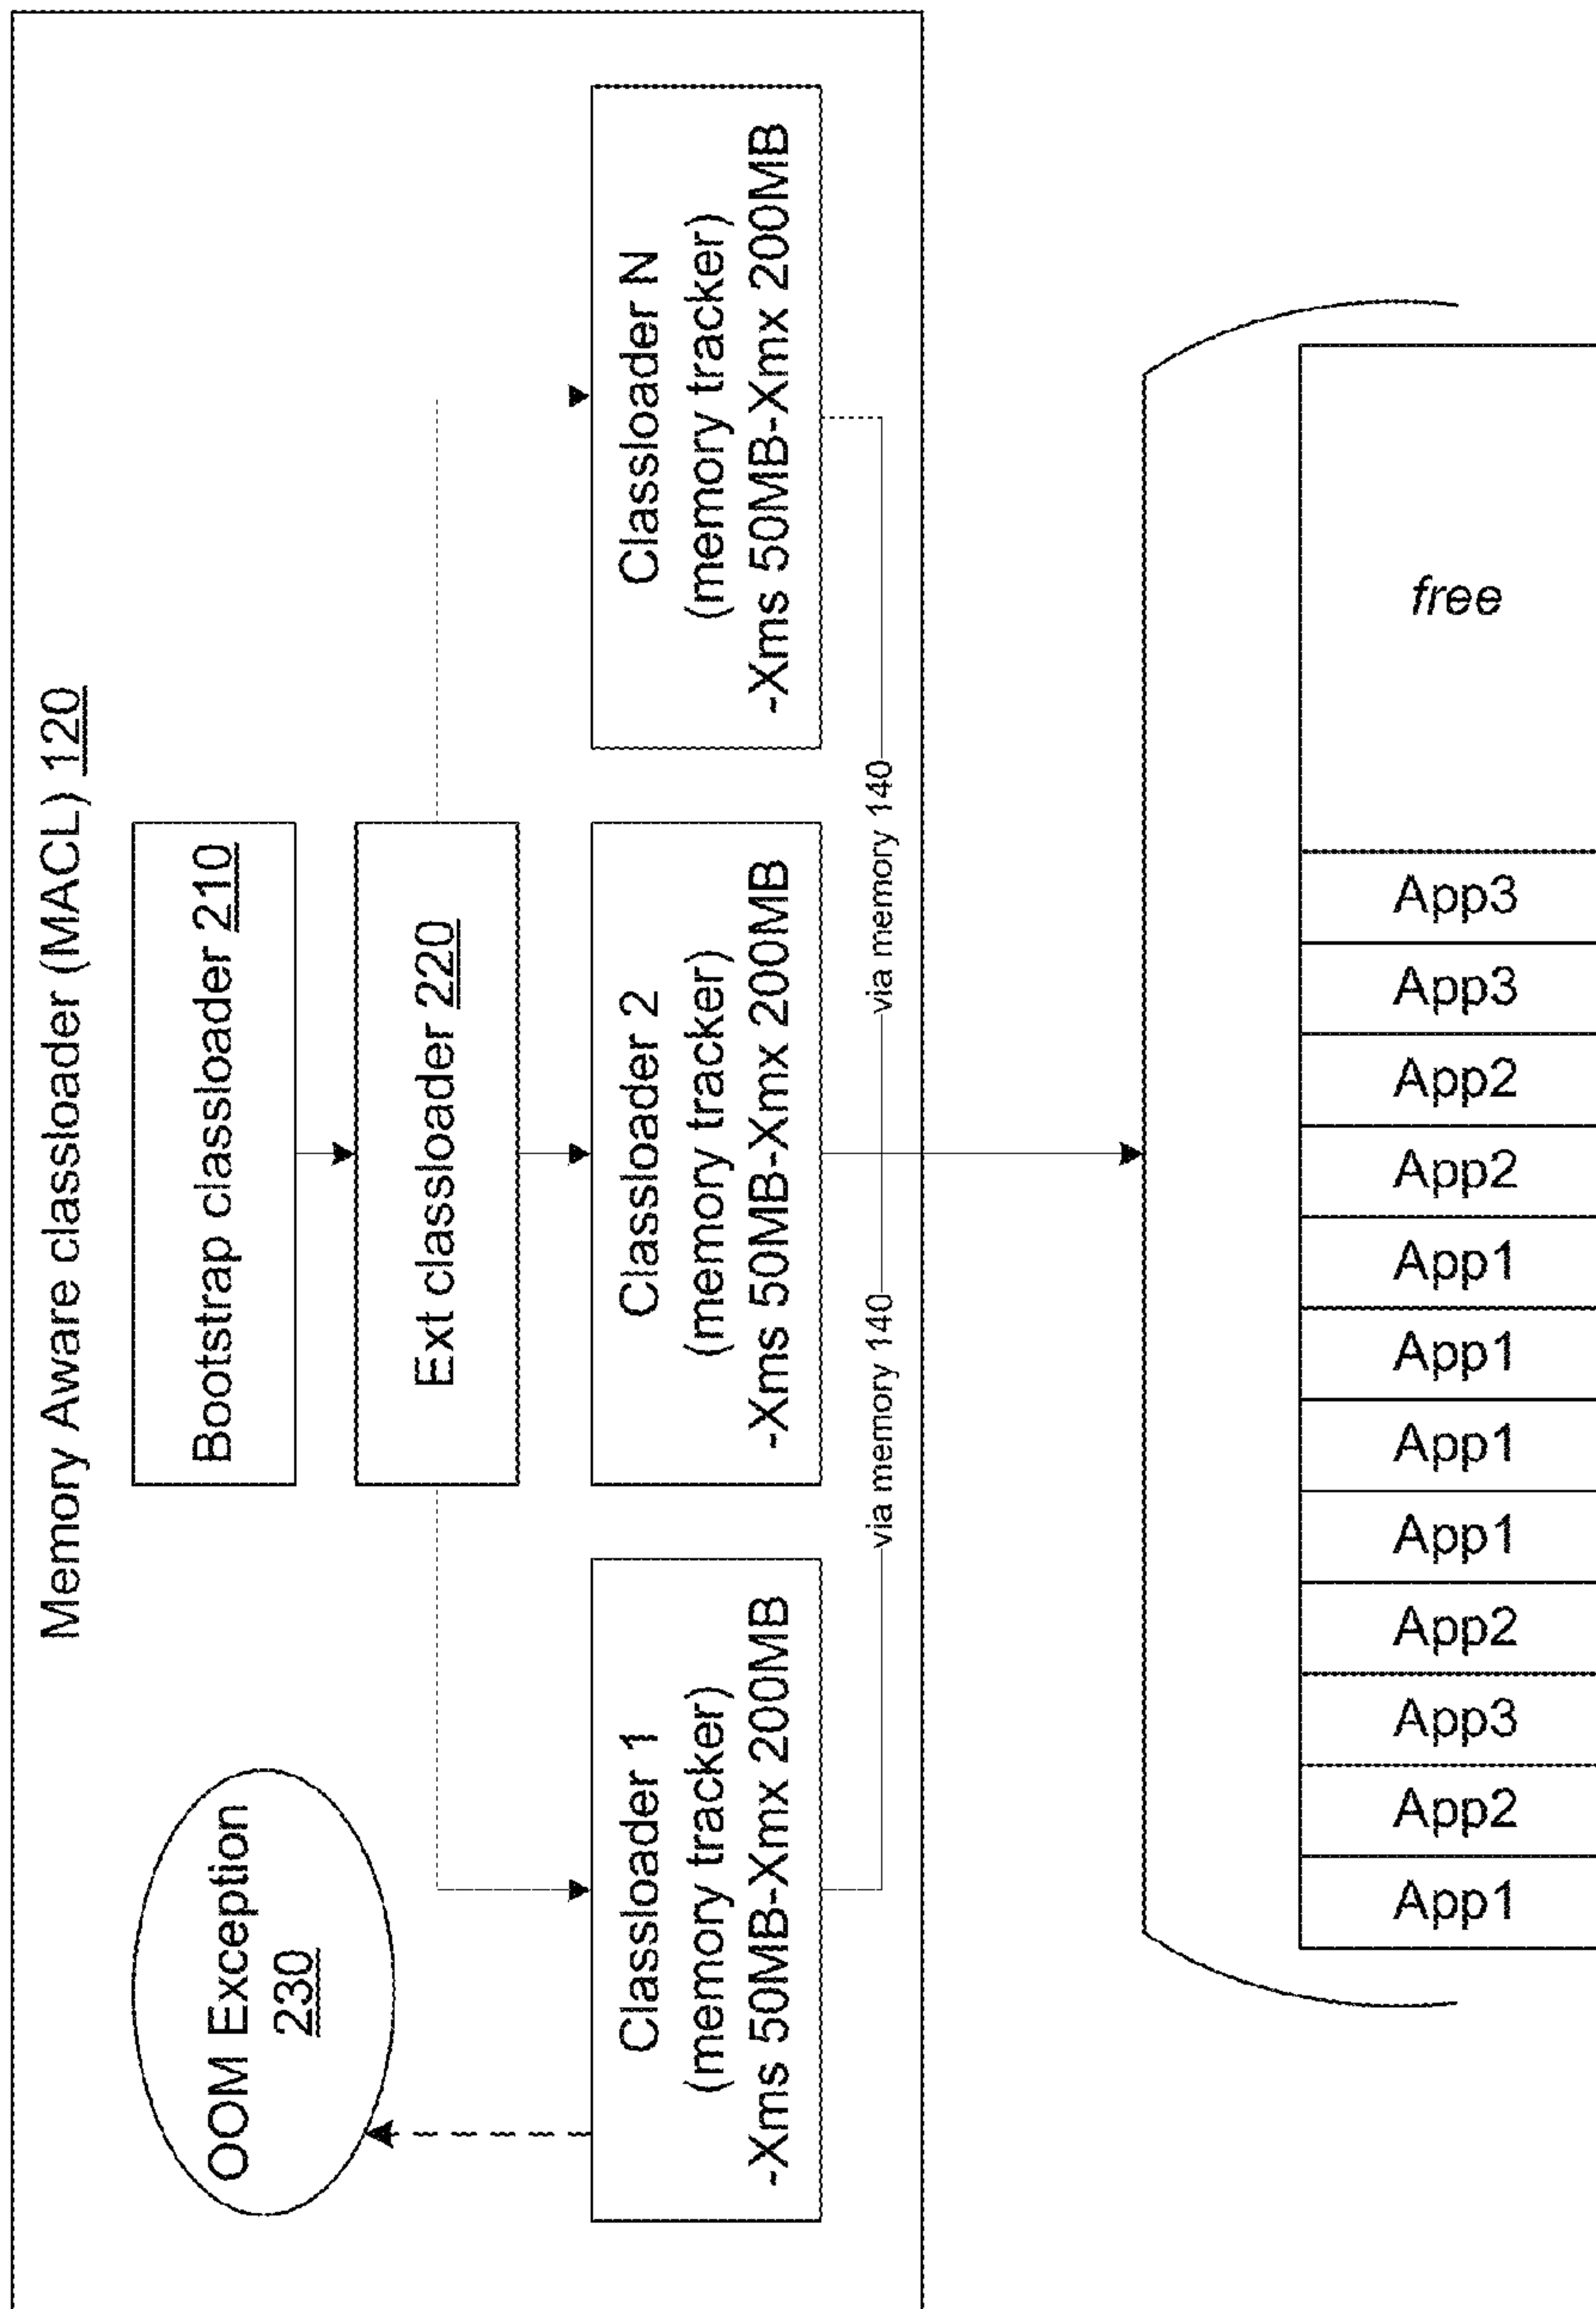 Memory Aware classloader (MACL) 120
OOM Exception
230
Bootstrap classloader 210
Ext classloader 220
Classloader 1
(memory tracker)
-Xms 50MB-Xmx 200MB
Classloader 2
(memory tracker)
-Xms 50MB-Xmx 200MB
Classloader N
(memory tracker)
-Xms 50MB-Xmx 200MB
via memory 140
via memory 140
App1
App2
App3
App2
App1
App1
App1
App1
App2
App2
App3
App3
free